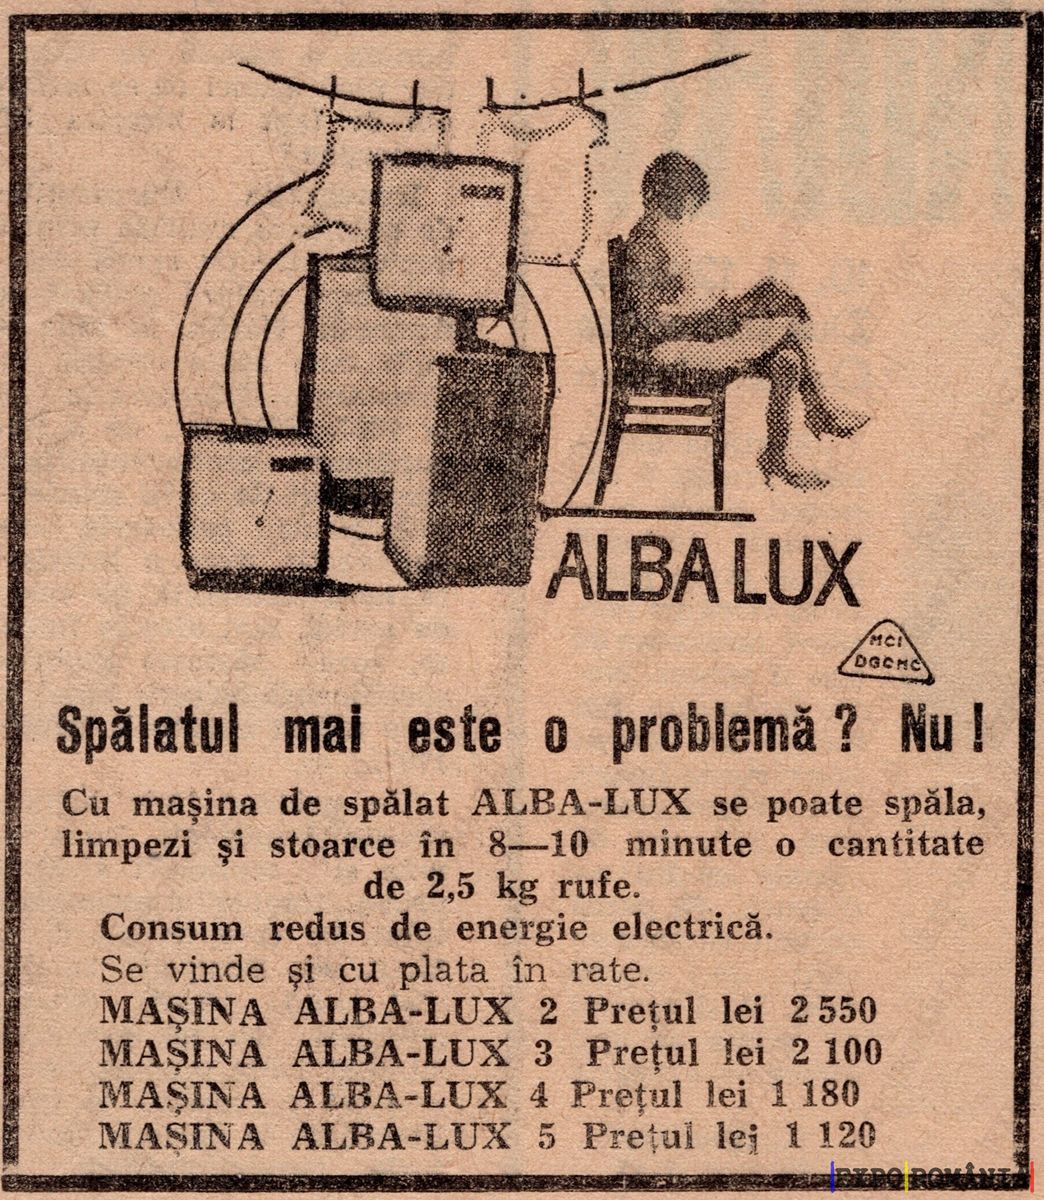 ALBA LUX
MCI
DGCMC
Spălatul mai este o problemă? Nu!
Cu mașina de spălat ALBA-LUX se poate spăla,
limpezi și stoarce în 8—10 minute o cantitate
de 2,5 kg rufe.
Consum redus de energie electrică.
Se vinde și cu plata în rate.
MAȘINA ALBA-LUX 2 Prețul lei 2 550
MAȘINA ALBA-LUX 3 Prețul lei 2 100
MAȘINA ALBA-LUX 4 Prețul lei 1 180
MAȘINA ALBA-LUX 5 Prețul lei 1 120
EXPO ROMÂNIA